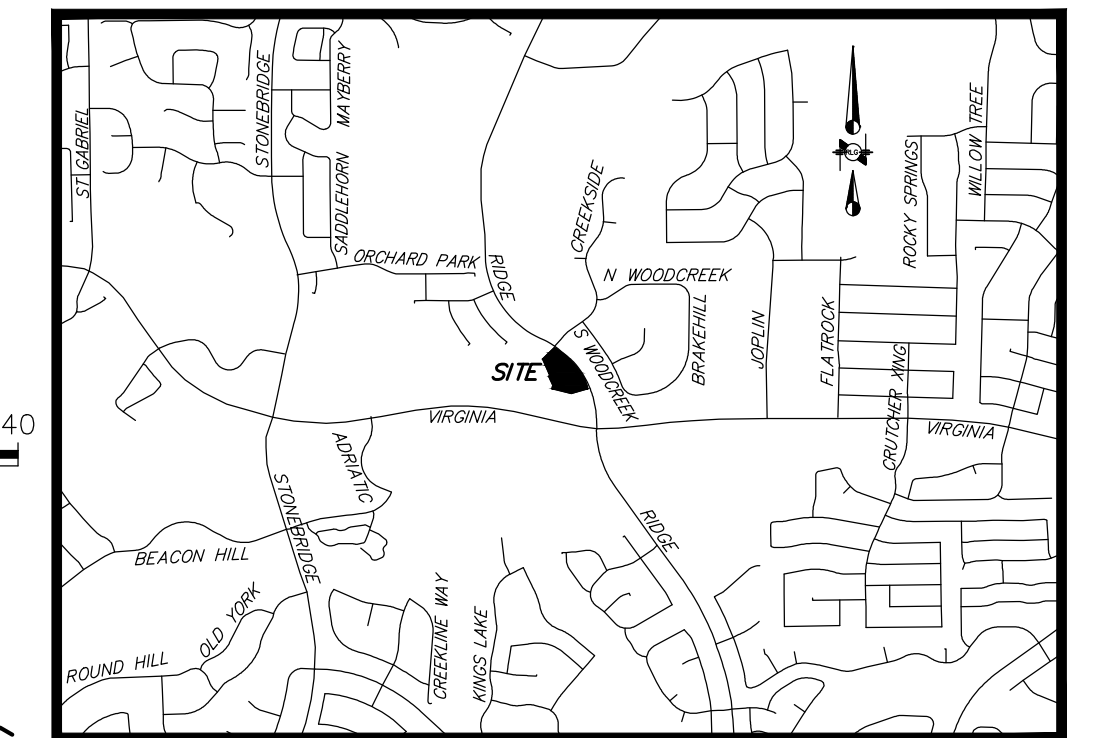 STONEBRIDGE
MAYBERRY
ST GABRIEL
SADDLEHORN
ORCHARD PARK
RIDGE
CREEKSIDE
N WOODCREEK
S WOODCREEK
BRAKEHILL
JOPLIN
FLATROCK
ROCKY SPRINGS
WILLOW TREE
RLG
SITE
CRUTCHER XING
VIRGINIA
VIRGINIA
40
ADRIATIC
STONEBRIDGE
BEACON HILL
RIDGE
OLD YORK
ROUND HILL
CREEKLINE WAY
KINGS LAKE